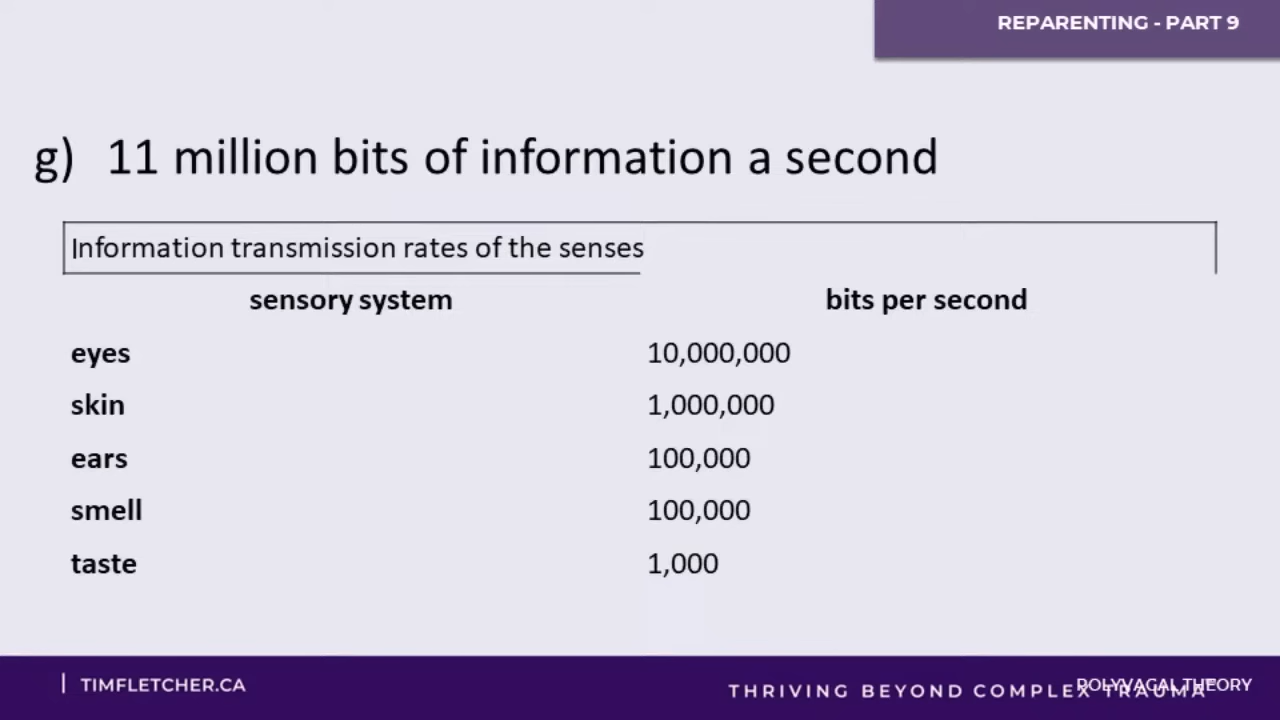 REPARENTING - PART 9
g) 11 million bits of information a second
Information transmission rates of the senses
sensory system bits per second
eyes 10,000,000
skin 1,000,000
ears 100,000
smell 100,000
taste 1,000
TIMFLETCHER.CA
THRIVING BEYOND COMPLEX TRAUMA
POLYVAGAL THEORY